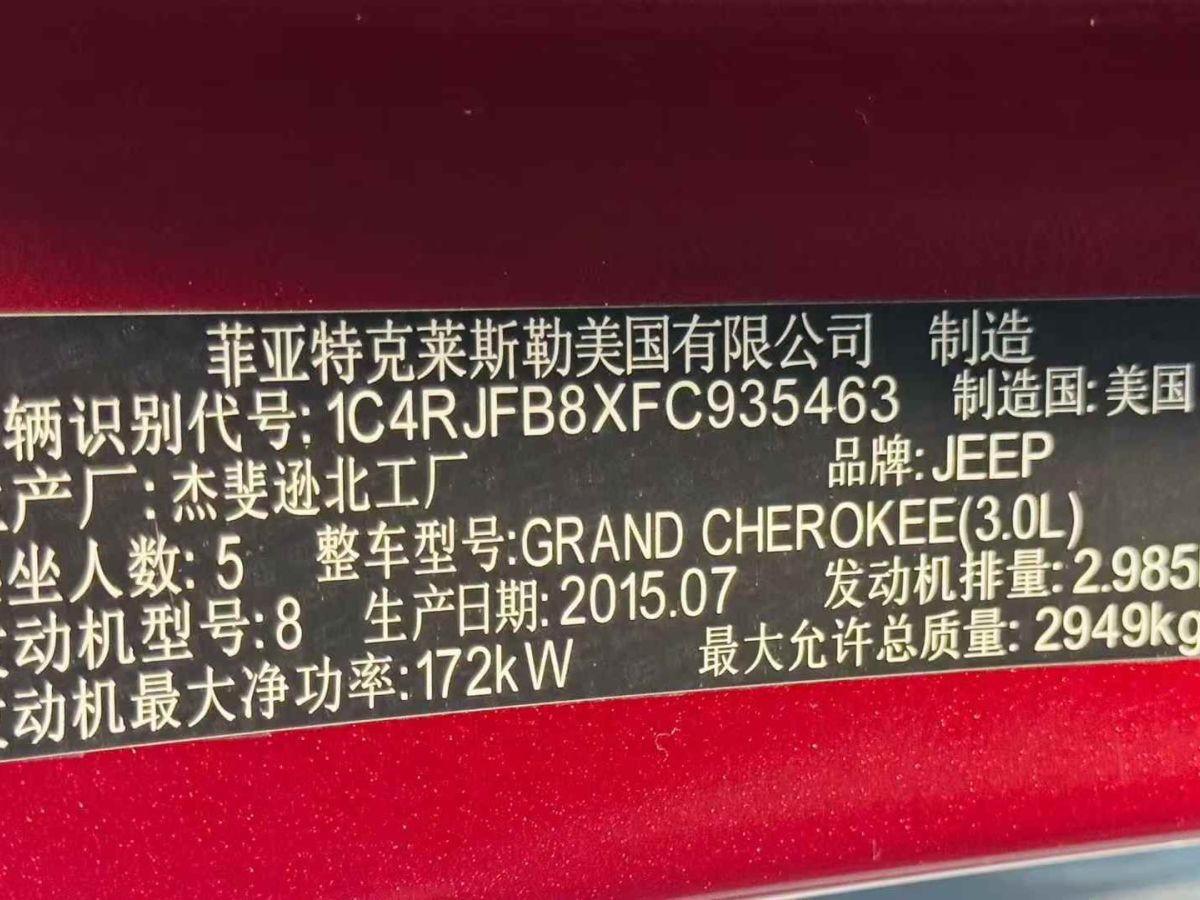 菲亚特克莱斯勒美国有限公司 制造
辆识别代号: 1C4RJFB8XFC935463 制造国: 美国
产厂: 杰斐逊北工厂 品牌: JEEP
坐人数: 5 整车型号: GRAND CHEROKEE(3.0L)
动机型号: 8 生产日期: 2015.07 发动机排量: 2.985
动机最大净功率: 172kW 最大允许总质量: 2949kg